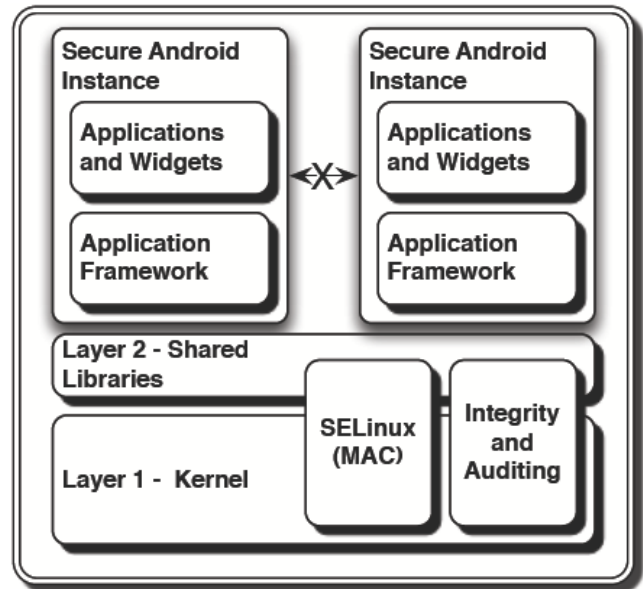 Secure Android
Instance
Applications
and Widgets
Application
Framework
X
Secure Android
Instance
Applications
and Widgets
Application
Framework
Layer 2 - Shared
Libraries
Layer 1 - Kernel
SELinux
(MAC)
Integrity
and
Auditing